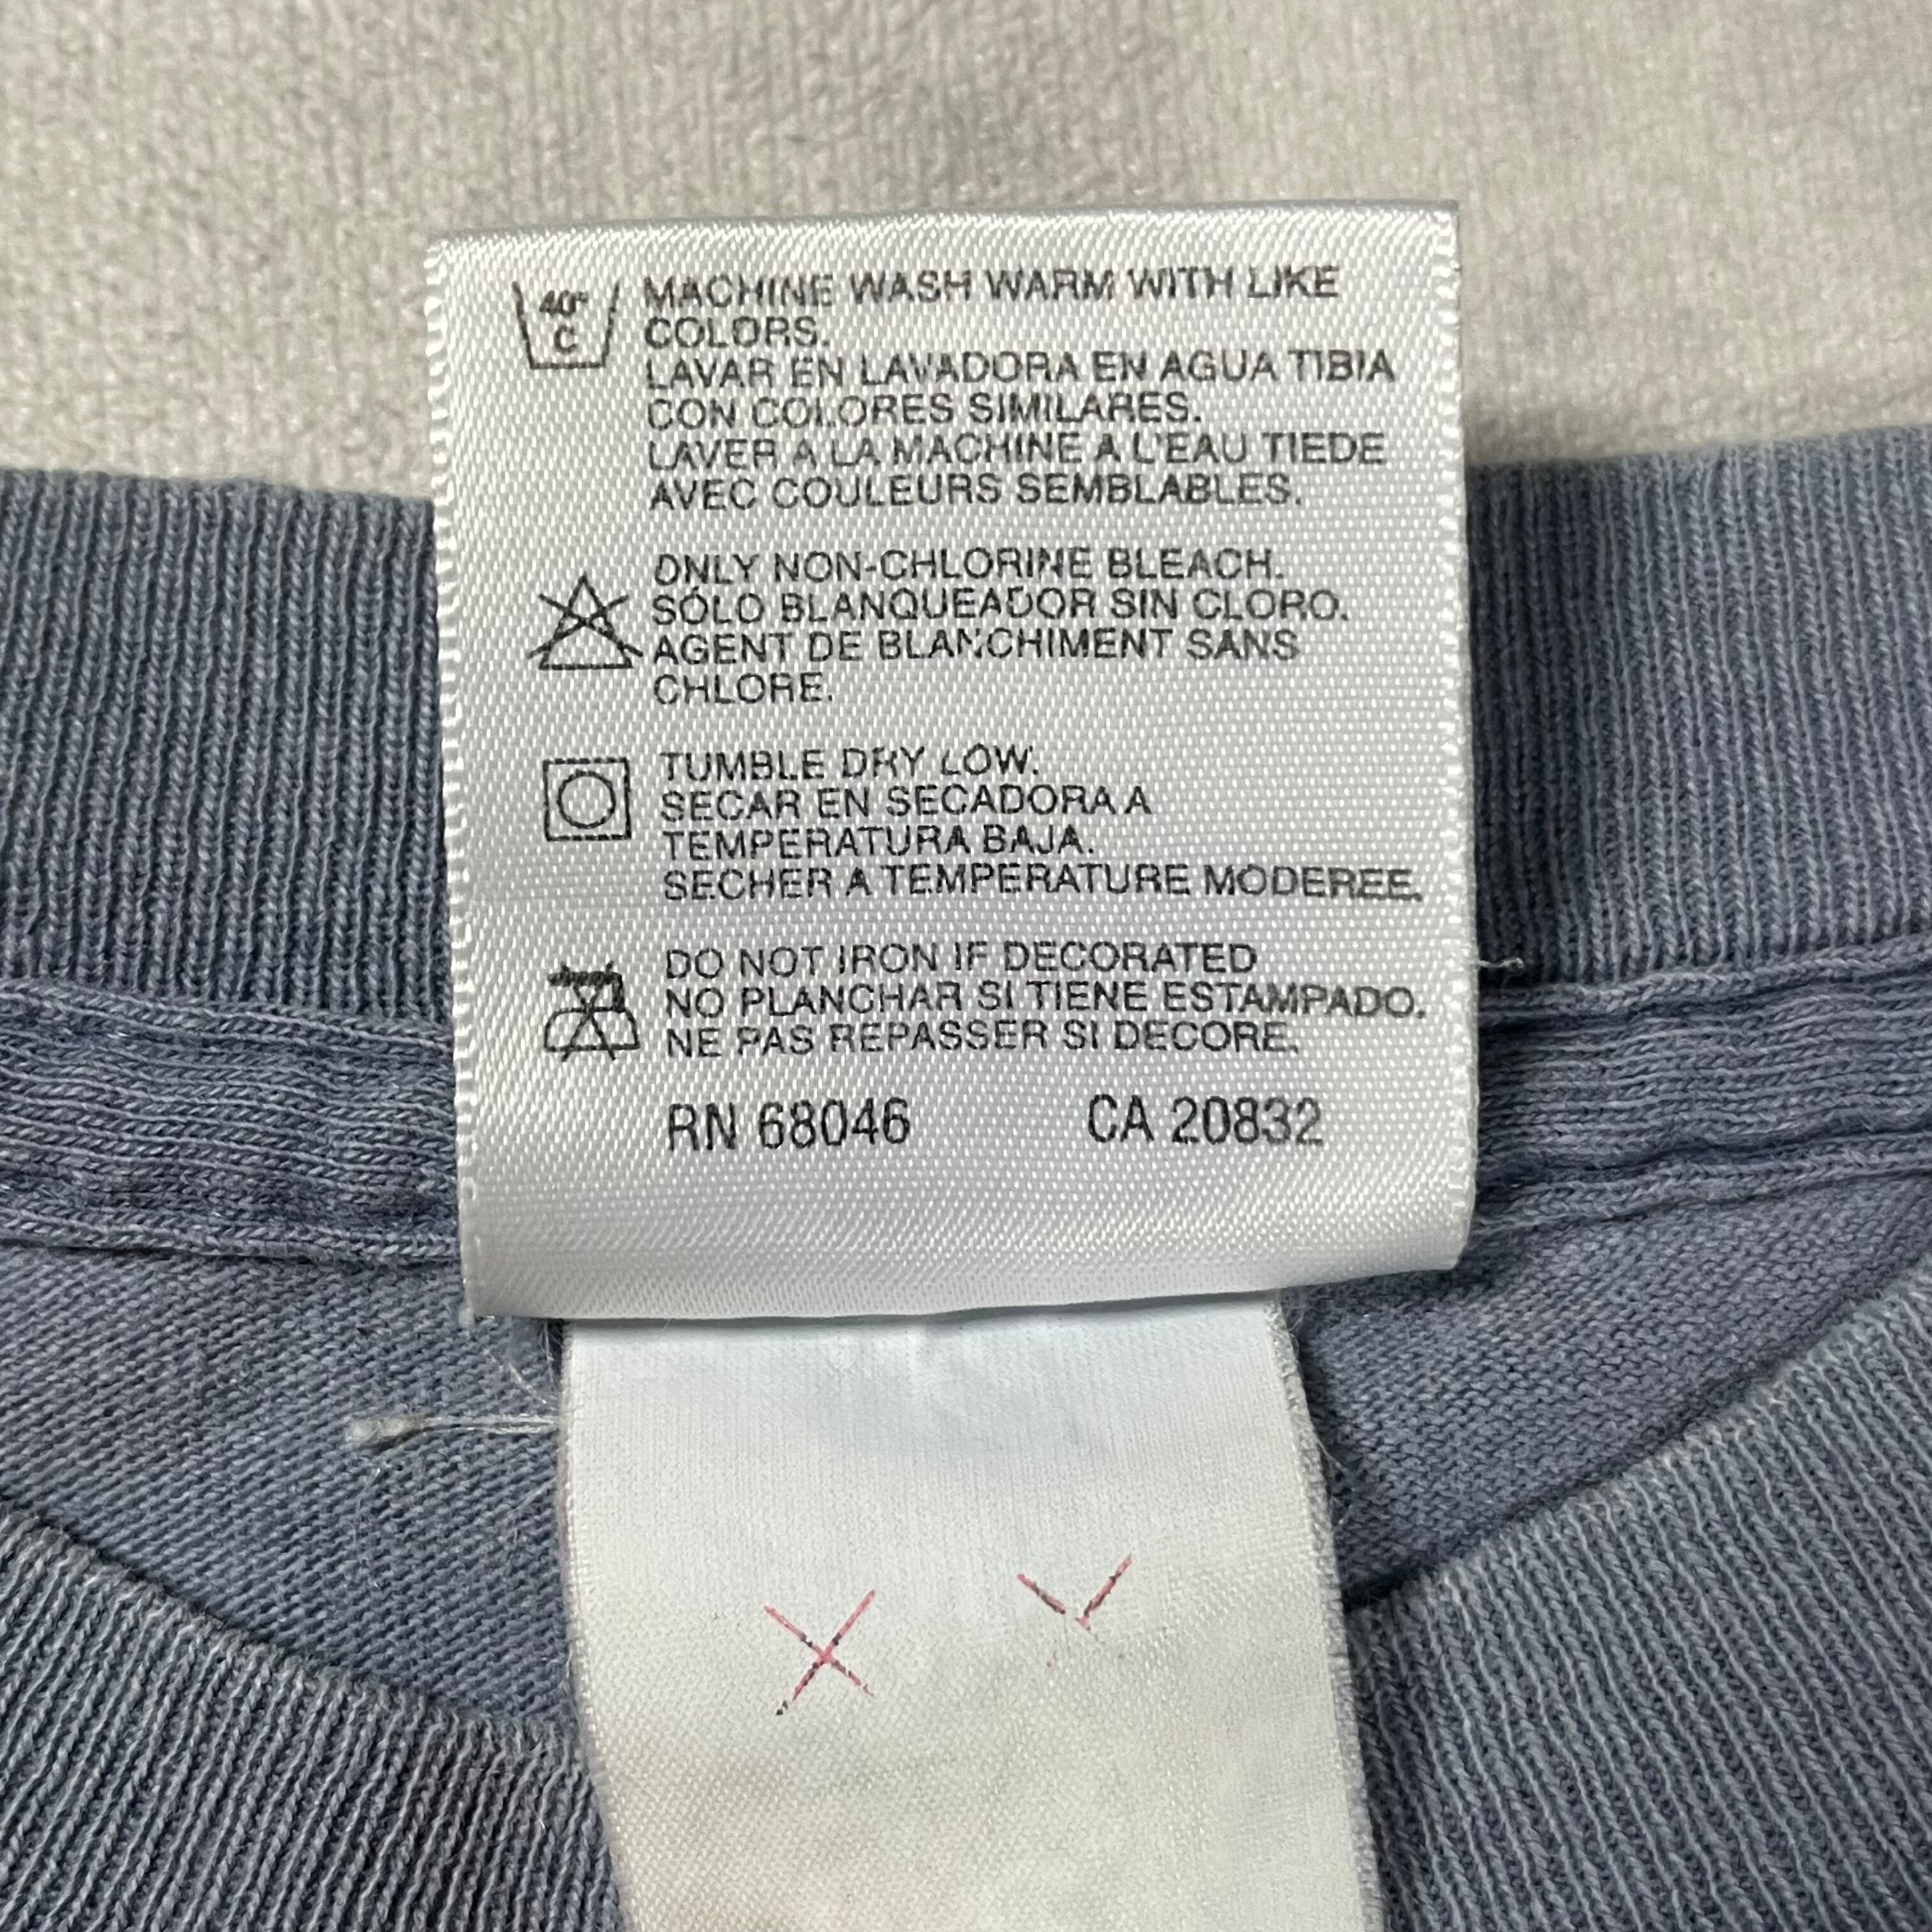 40°
C
MACHINE WASH WARM WITH LIKE
COLORS.
LAVAR EN LAVADORA EN AGUA TIBIA
CON COLORES SIMILARES.
LAVER A LA MACHINE A L'EAU TIEDE
AVEC COULEURS SEMBLABLES.
ONLY NON-CHLORINE BLEACH.
SÓLO BLANQUEADOR SIN CLORO.
AGENT DE BLANCHIMENT SANS
CHLORE.
TUMBLE DRY LOW.
SECAR EN SECADORA A
TEMPERATURA BAJA.
SECHER A TEMPERATURE MODEREE.
DO NOT IRON IF DECORATED
NO PLANCHAR SI TIENE ESTAMPADO.
NE PAS REPASSER SI DECORE.
RN 68046 CA 20832